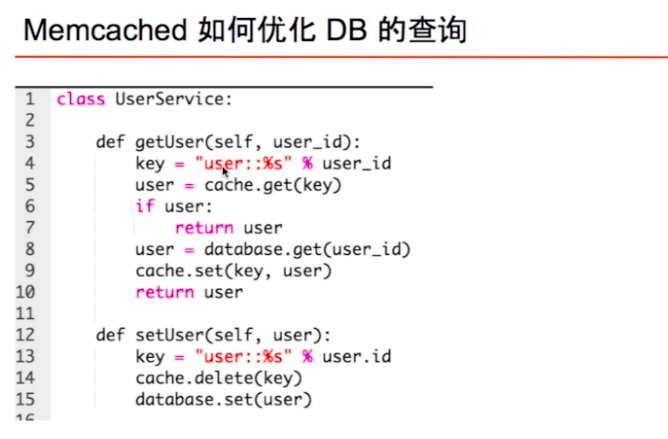 Memcached 如何优化 DB 的查询
1 class UserService:
2
3 def getUser(self, user_id):
4 key = "user::%s" % user_id
5 user = cache.get(key)
6 if user:
7 return user
8 user = database.get(user_id)
9 cache.set(key, user)
10 return user
11
12 def setUser(self, user):
13 key = "user::%s" % user.id
14 cache.delete(key)
15 database.set(user)
16